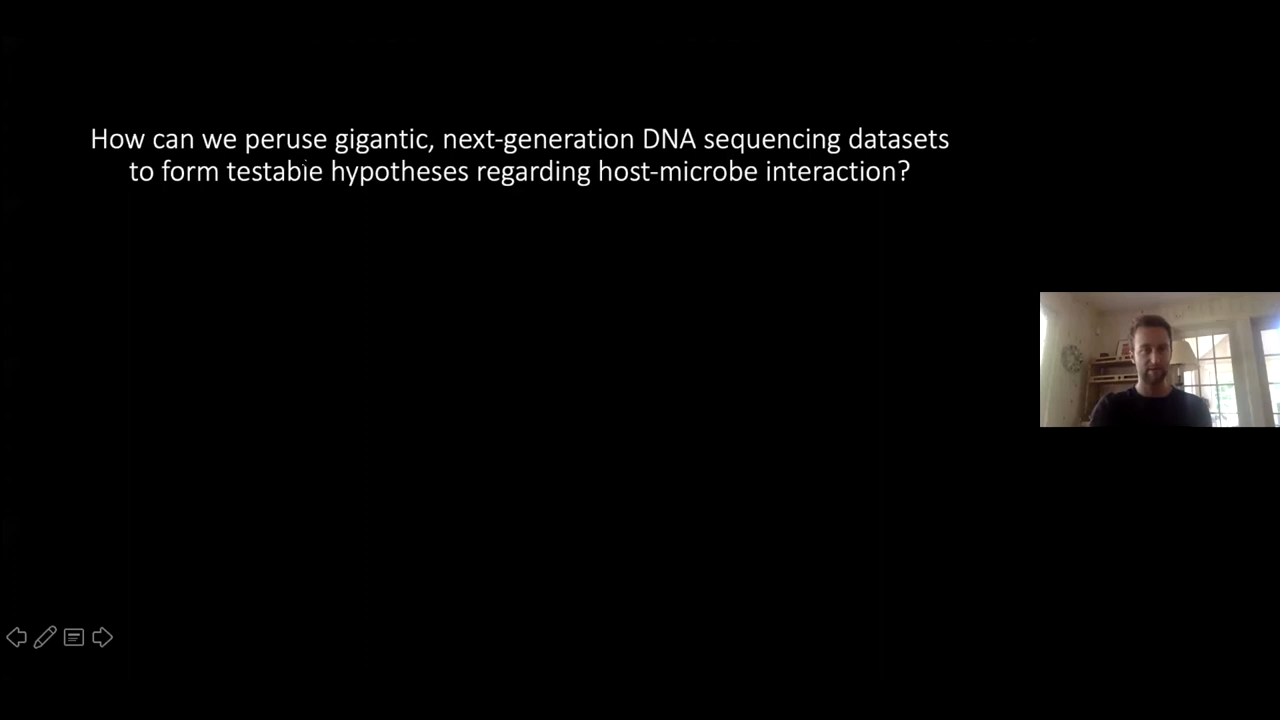 How can we peruse gigantic, next-generation DNA sequencing datasets
to form testable hypotheses regarding host-microbe interaction?